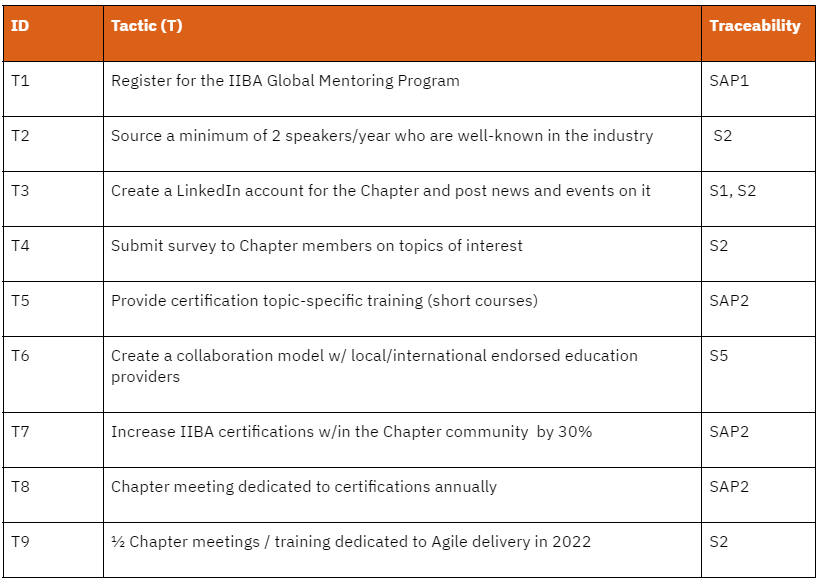 ID Tactic (T) Traceability
T1 Register for the IIBA Global Mentoring Program SAP1
T2 Source a minimum of 2 speakers/year who are well-known in the industry S2
T3 Create a LinkedIn account for the Chapter and post news and events on it S1, S2
T4 Submit survey to Chapter members on topics of interest S2
T5 Provide certification topic-specific training (short courses) SAP2
T6 Create a collaboration model w/ local/international endorsed education S5
providers
T7 Increase IIBA certifications w/in the Chapter community by 30% SAP2
T8 Chapter meeting dedicated to certifications annually SAP2
T9 ½ Chapter meetings / training dedicated to Agile delivery in 2022 S2